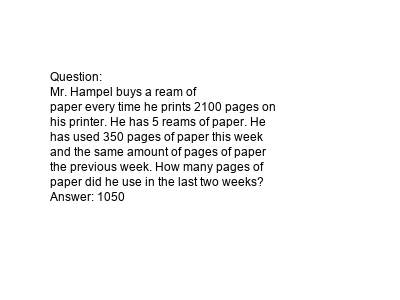 Question:
Mr. Hampel buys a ream of
paper every time he prints 2100 pages on
his printer. He has 5 reams of paper. He
has used 350 pages of paper this week
and the same amount of pages of paper
the previous week. How many pages of
paper did he use in the last two weeks?
Answer: 1050